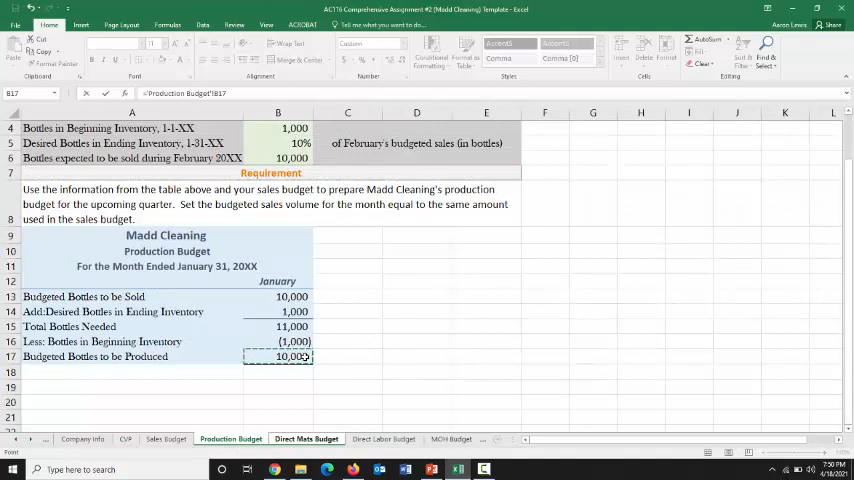 ACT16 Comprehensive Assignment #2 (Madd Cleaning) Template - Excel
Aaron Lewis
File Home Insert Page Layout Formulas Data Review View ACROBAT Tell me what you want to do... Share
Cut
Copy
Format Painter
Paste
Clipboard
11
B I U
Font
Wrap Text
Merge & Center
Alignment
Custom
$ % ,
Number
Conditional Formatting
Format as Table
Accent5 Accent6
Comma Comma [0]
Styles
Insert Delete Format
Cells
AutoSum
Fill
Clear
Sort & Filter
Find & Select
Editing
B17 ='Production Budget'!B17
A B C D E F G H I J K L
4 Bottles in Beginning Inventory, 1-1-XX 1,000
5 Desired Bottles in Ending Inventory, 1-31-XX 10% of February's budgeted sales (in bottles)
6 Bottles expected to be sold during February 20XX 10,000
7 Requirement
Use the information from the table above and your sales budget to prepare Madd Cleaning's production
budget for the upcoming quarter. Set the budgeted sales volume for the month equal to the same amount
8 used in the sales budget.
9 Madd Cleaning
10 Production Budget
11 For the Month Ended January 31, 20XX
12 January
13 Budgeted Bottles to be Sold 10,000
14 Add:Desired Bottles in Ending Inventory 1,000
15 Total Bottles Needed 11,000
16 Less: Bottles in Beginning Inventory (1,000)
17 Budgeted Bottles to be Produced 10,000
18
19
20
21
22
... Company Info CVP Sales Budget Production Budget Direct Mats Budget Direct Labor Budget MOH Budget ...
Point
Type here to search
7:50 PM
4/18/2021